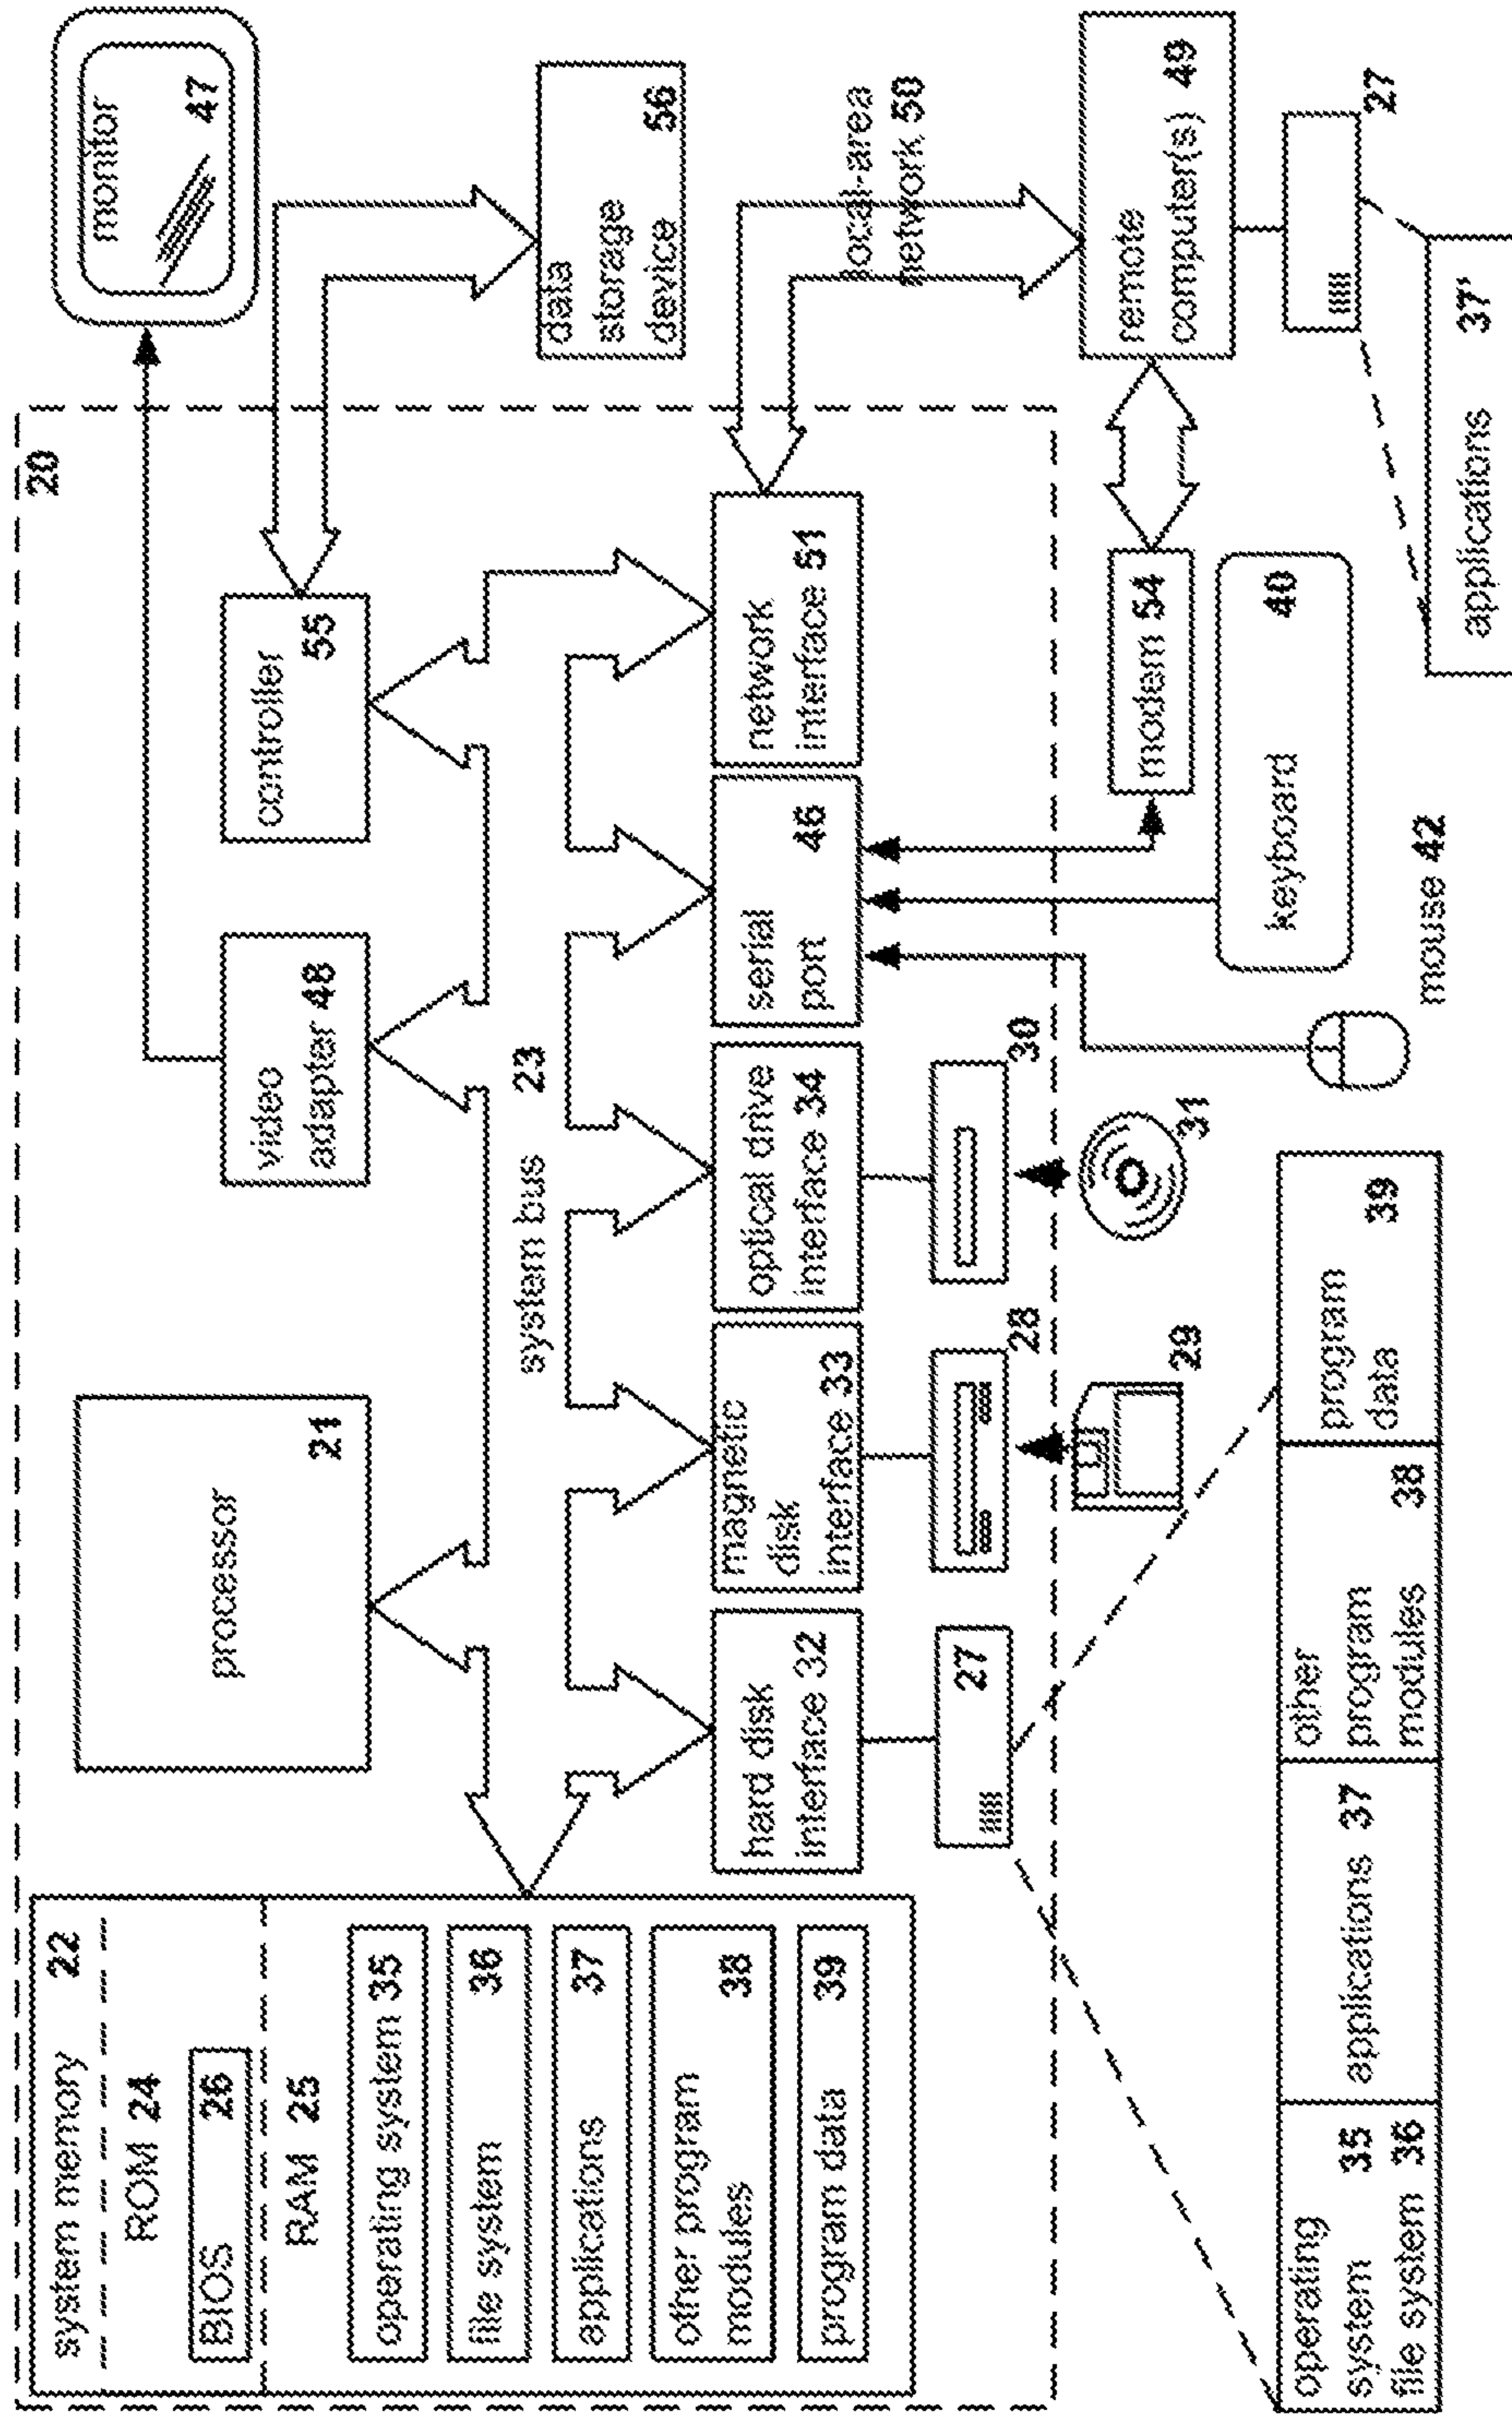 system memory 22
ROM 24
BIOS 26
RAM 25
operating system 35
file system 36
applications 37
other program
modules 38
program data 39
20
processor
21
video
adapter 48
controller
55
monitor
47
system bus 23
data
storage
device 56
local-area
network 50
hard disk
interface 32
magnetic
disk
interface 33
optical drive
interface 34
serial
port 46
network
interface 51
27
28
30
29
31
modem 54
remote
computer(s) 49
keyboard 40
mouse 42
27
applications 37'
operating
system 35
file system 36
applications 37
other
program
modules 38
program
data 39